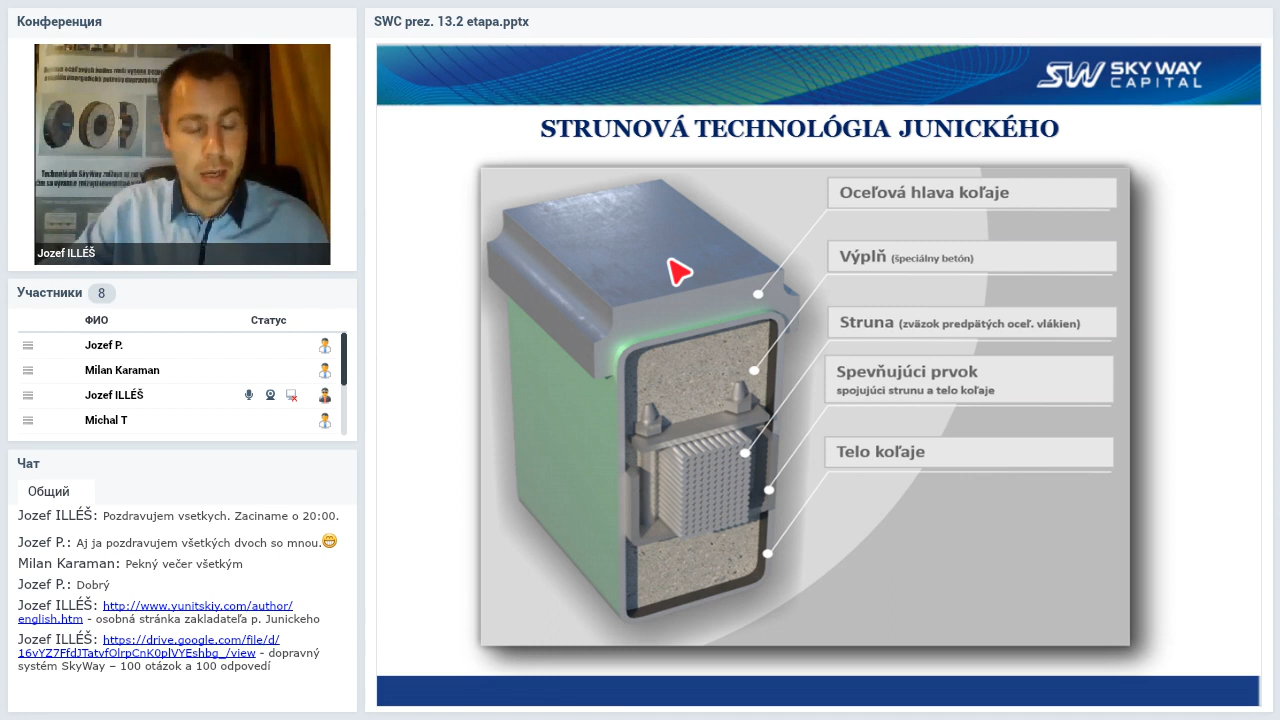 Конференция
Jozef ILLÉŠ
Участники 8
ФИО Статус
Jozef P.
Milan Karaman
Jozef ILLÉŠ
Michal T
Чат
Общий
Jozef ILLÉŠ: Pozdravujem vsetkych. Zaciname o 20:00.
Jozef P.: Aj ja pozdravujem všetkých dvoch so mnou.😁
Milan Karaman: Pekný večer všetkým
Jozef P.: Dobrý
Jozef ILLÉŠ: http://www.yunitskiy.com/author/
english.htm - osobná stránka zakladateľa p. Junickeho
Jozef ILLÉŠ: https://drive.google.com/file/d/
16vYZ7FfdJTatvfOlrpCnK0plVYEshbg_/view - dopravný
systém SkyWay – 100 otázok a 100 odpovedí
SWC prez. 13.2 etapa.pptx
SW SKY WAY
CAPITAL
STRUNOVÁ TECHNOLÓGIA JUNICKÉHO
Oceľová hlava koľaje
Výplň (špeciálny betón)
Struna (zväzok predpätých oceľ. vlákien)
Spevňujúci prvok
spojujúci strunu a telo koľaje
Telo koľaje